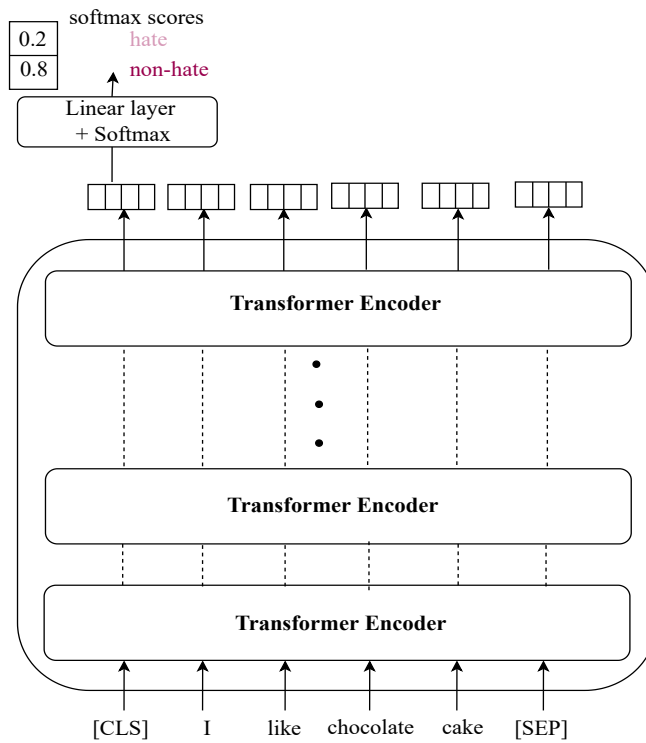 softmax scores
0.2 hate
0.8 non-hate
Linear layer
+ Softmax
Transformer Encoder
Transformer Encoder
Transformer Encoder
[CLS] I like chocolate cake [SEP]